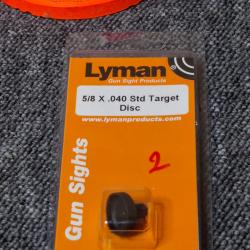 Lyman
Gun Sight Products
5/8 X .040 Std Target
Disc
www.lymanproducts.com
Gun Sights
2